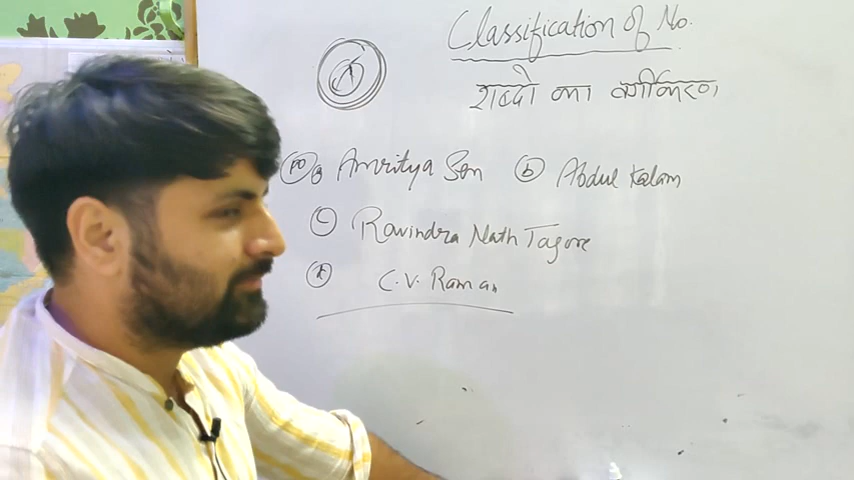 Classification of No.
शब्दो का वर्गीकरण
Amritya Sen (b) Abdul Kalam
(c) Ravindra Nath Tagore
C.V. Raman